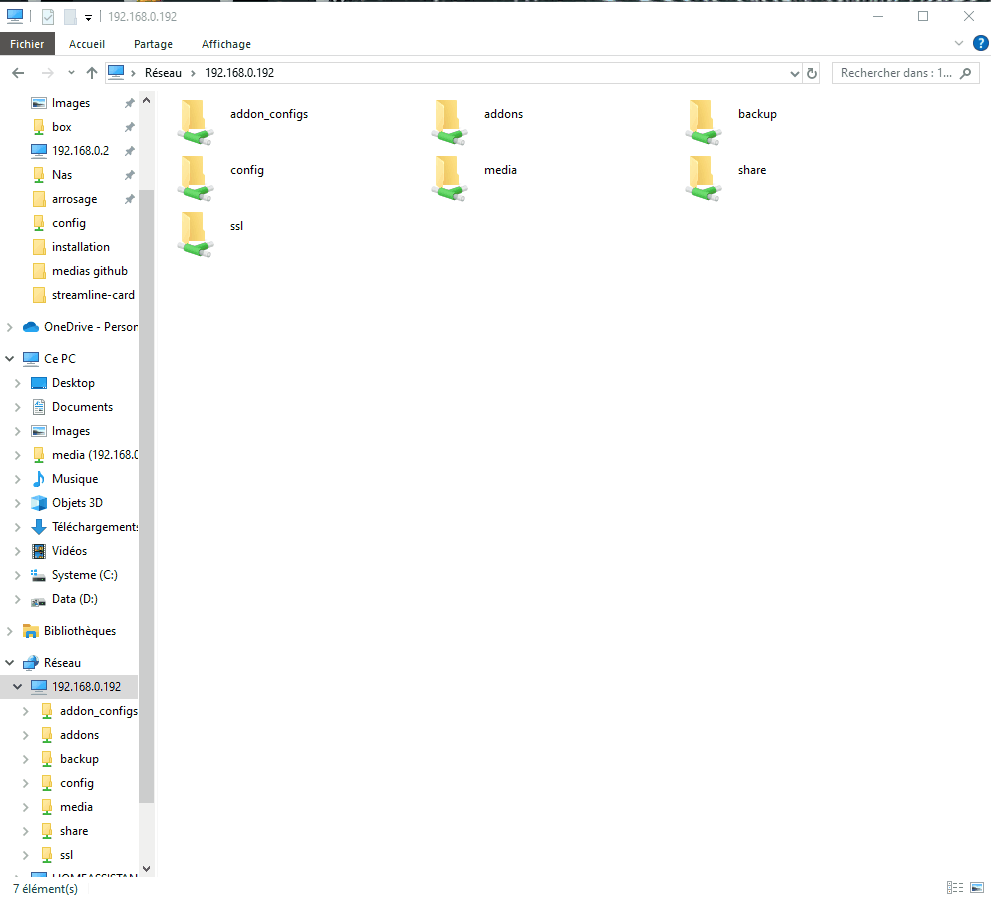 192.168.0.192
Fichier Accueil Partage Affichage
Réseau 192.168.0.192 Rechercher dans : 1...
Images
box
192.168.0.2
Nas
arrosage
config
installation
medias github
streamline-card
OneDrive - Person
Ce PC
Desktop
Documents
Images
media (192.168.0
Musique
Objets 3D
Téléchargements
Vidéos
Systeme (C:)
Data (D:)
Bibliothèques
Réseau
192.168.0.192
addon_configs
addons
backup
config
media
share
ssl
HOMEASSISTAN
addon_configs addons backup
config media share
ssl
7 élément(s)